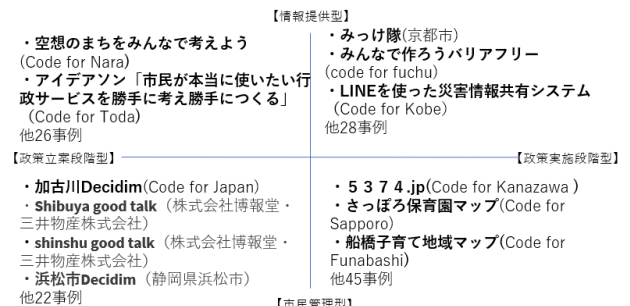 【情報提供型】
・空想のまちをみんなで考えよう
(Code for Nara)
・アイデアソン「市民が本当に使いたい行
政サービスを勝手に考え勝手につくる」
（Code for Toda)
他26事例
・みっけ隊(京都市)
・みんなで作ろうバリアフリー
(code for fuchu)
・LINEを使った災害情報共有システム
（Code for Kobe)
他28事例
【政策立案段階型】
【政策実施段階型】
・加古川Decidim(Code for Japan)
・Shibuya good talk（株式会社博報堂・
三井物産株式会社）
・shinshu good talk（株式会社博報堂・
三井物産株式会社）
・浜松市Decidim（静岡県浜松市）
他22事例
・５３７４.jp(Code for Kanazawa )
・さっぽろ保育園マップ(Code for
Sapporo)
・船橋子育て地域マップ(Code for
Funabashi)
他45事例
【市民管理型】